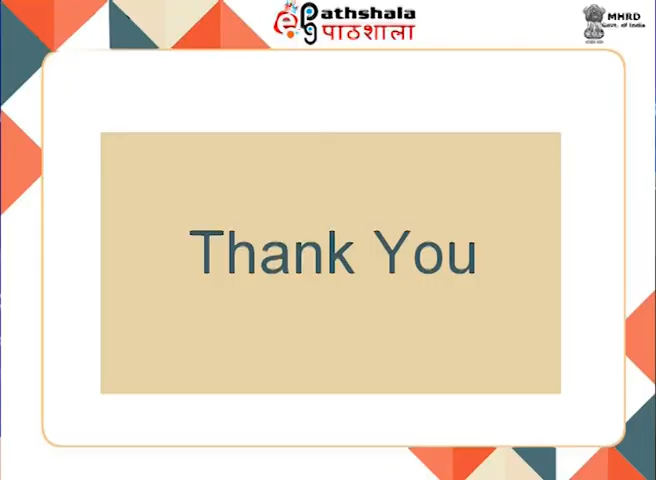 ePathshala
पाठशाला
MHRD
Govt. of India
Thank You